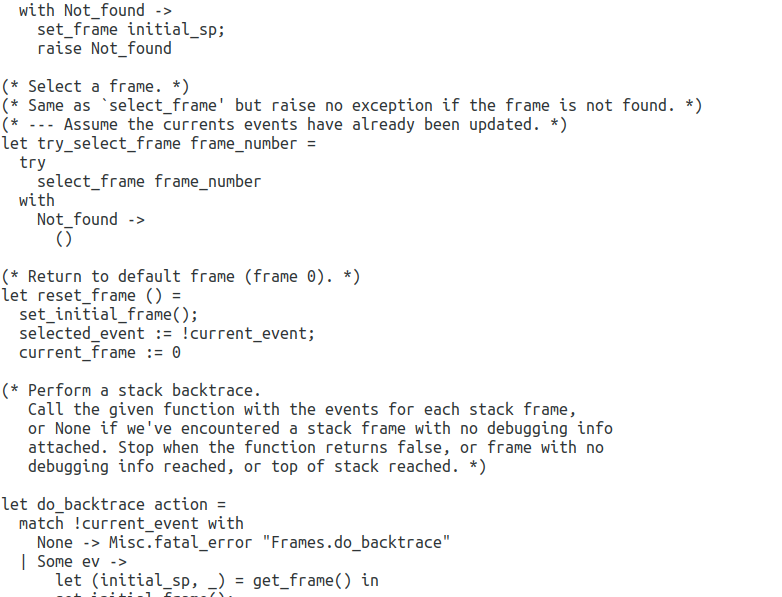 with Not_found ->
set_frame initial_sp;
raise Not_found
(* Select a frame. *)
(* Same as `select_frame' but raise no exception if the frame is not found. *)
(* --- Assume the currents events have already been updated. *)
let try_select_frame frame_number =
try
select_frame frame_number
with
Not_found ->
()
(* Return to default frame (frame 0). *)
let reset_frame () =
set_initial_frame();
selected_event := !current_event;
current_frame := 0
(* Perform a stack backtrace.
Call the given function with the events for each stack frame,
or None if we've encountered a stack frame with no debugging info
attached. Stop when the function returns false, or frame with no
debugging info reached, or top of stack reached. *)
let do_backtrace action =
match !current_event with
None -> Misc.fatal_error "Frames.do_backtrace"
| Some ev ->
let (initial_sp, _) = get_frame() in
set_initial_frame();